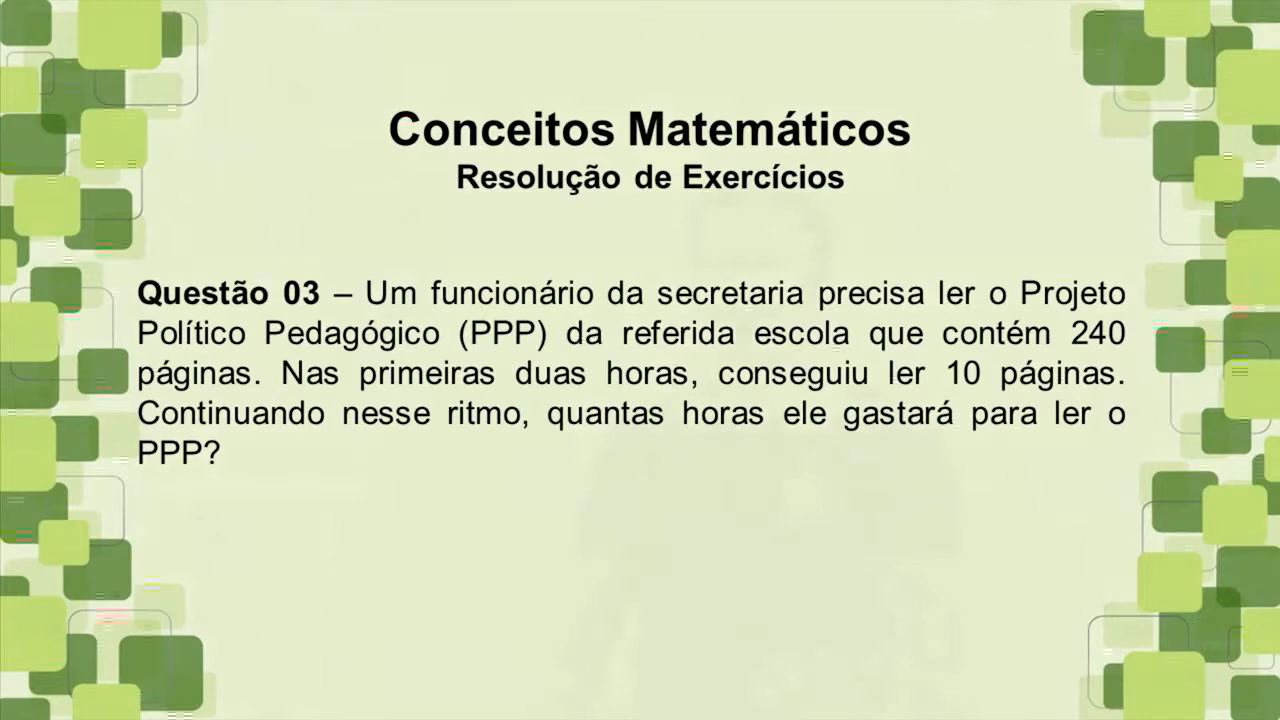 Conceitos Matemáticos
Resolução de Exercícios
Questão 03 – Um funcionário da secretaria precisa ler o Projeto
Político Pedagógico (PPP) da referida escola que contém 240
páginas. Nas primeiras duas horas, conseguiu ler 10 páginas.
Continuando nesse ritmo, quantas horas ele gastará para ler o
PPP?